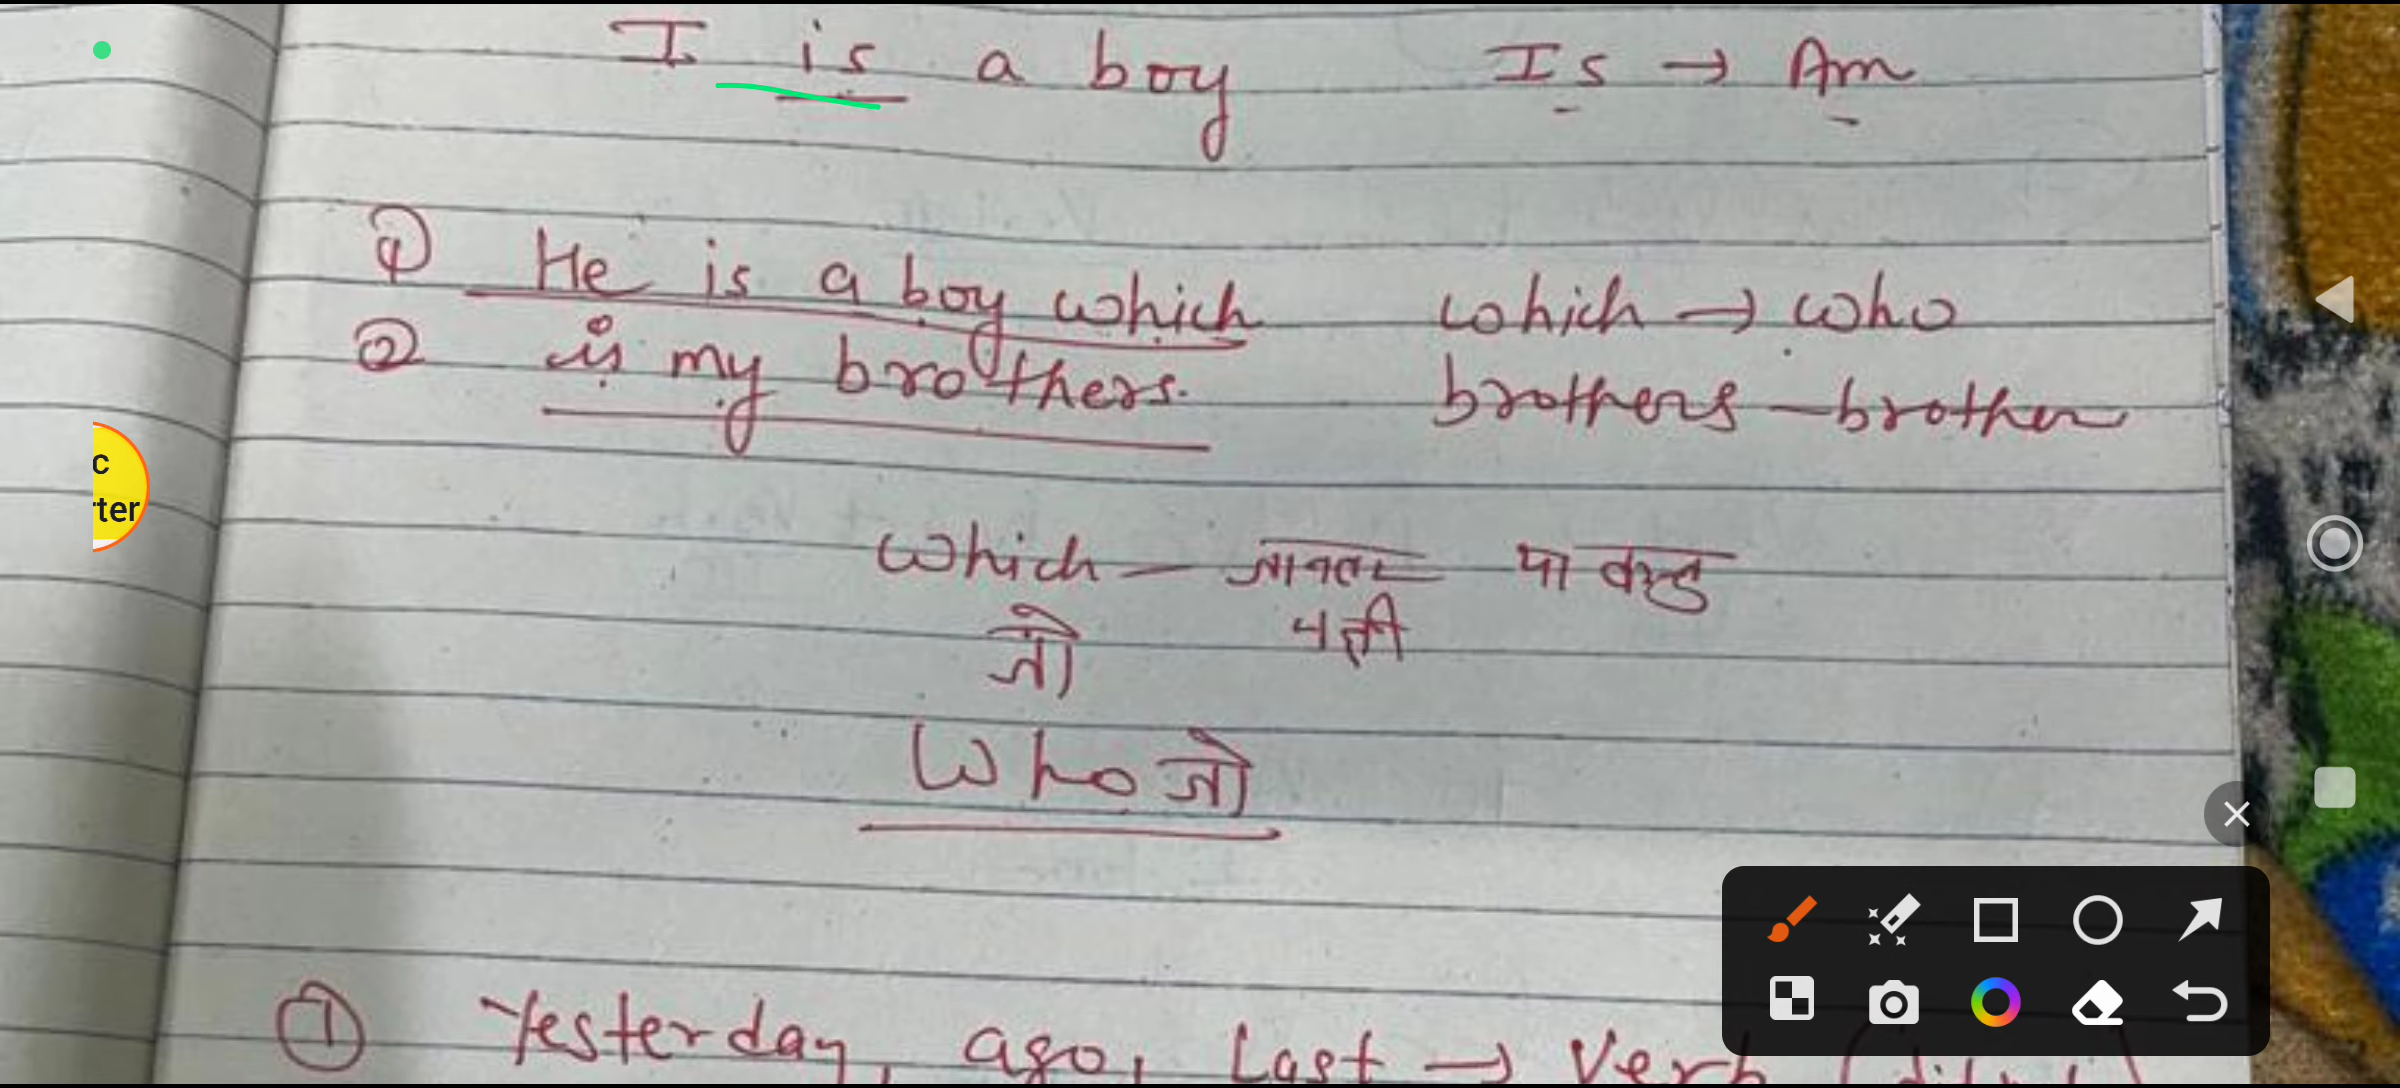 I is a boy Is → Am
① He is a boy which which → who
② is my brothers. brothers - brother
which - जानवर या वस्तु
जो पक्षी
Who जो
① Yesterday, ago, Last → Verb
c
rter